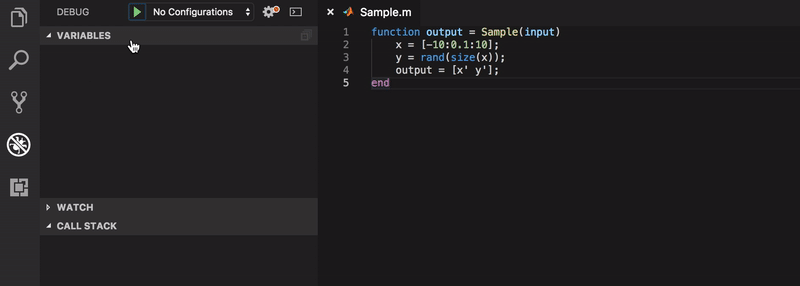 DEBUG No Configurations
VARIABLES
WATCH
CALL STACK
Sample.m
1 function output = Sample(input)
2 x = [-10:0.1:10];
3 y = rand(size(x));
4 output = [x' y'];
5 end